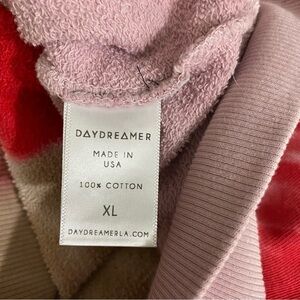 DAYDREAMER
MADE IN
USA
100% COTTON
XL
DAYDREAMERLA.COM